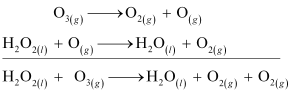 O₃₍g₎ ⟶ O₂₍g₎ + O₍g₎
H₂O₂₍l₎ + O₍g₎ ⟶ H₂O₍l₎ + O₂₍g₎
H₂O₂₍l₎ + O₃₍g₎ ⟶ H₂O₍l₎ + O₂₍g₎ + O₂₍g₎